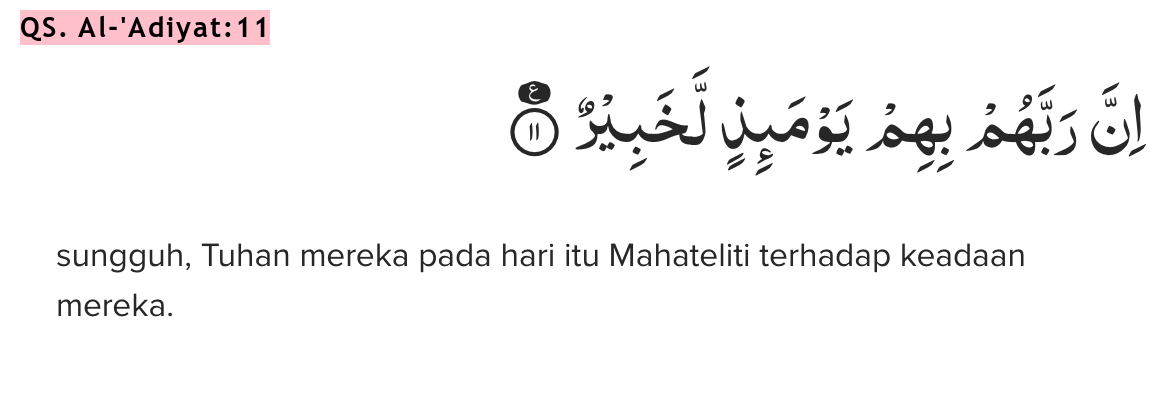 QS. Al-'Adiyat:11
اِنَّ رَبَّهُمْ بِهِمْ يَوْمَىِٕذٍ لَّخَبِيْرٌ ࣖ ١١
sungguh, Tuhan mereka pada hari itu Mahateliti terhadap keadaan
mereka.